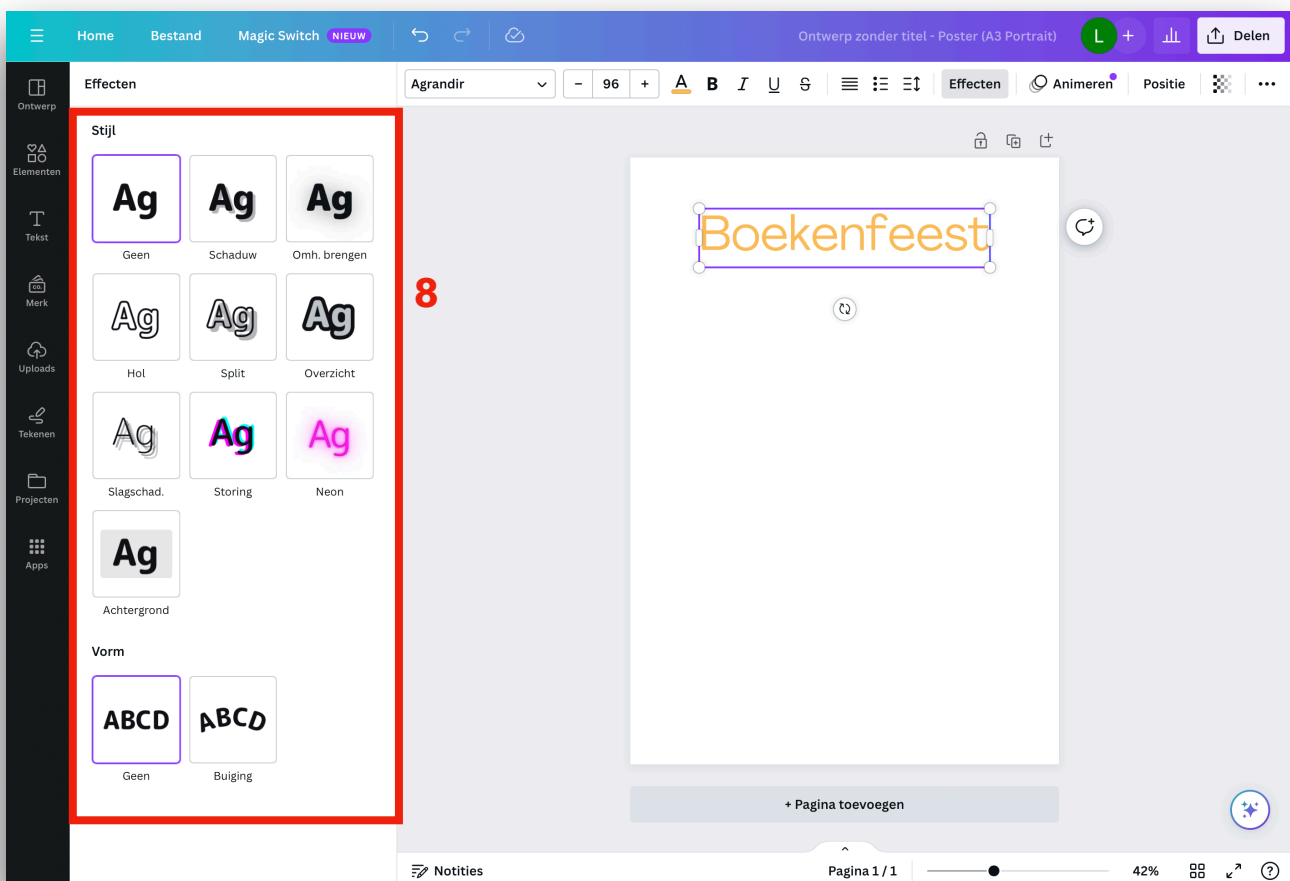 Home Bestand Magic Switch NIEUW Ontwerp zonder titel - Poster (A3 Portrait) L + Delen
Effecten
Agrandir - 96 + A B I U S Effecten Animeren Positie
Ontwerp
Elementen
Tekst
Merk
Uploads
Tekenen
Projecten
Apps
Stijl
Ag Ag Ag
Geen Schaduw Omh. brengen
Ag Ag Ag
Hol Split Overzicht
Ag Ag Ag
Slagschad. Storing Neon
Ag
Achtergrond
Vorm
ABCD ABCD
Geen Buiging
8
Boekenfeest
+ Pagina toevoegen
Notities Pagina 1 / 1 42% ?